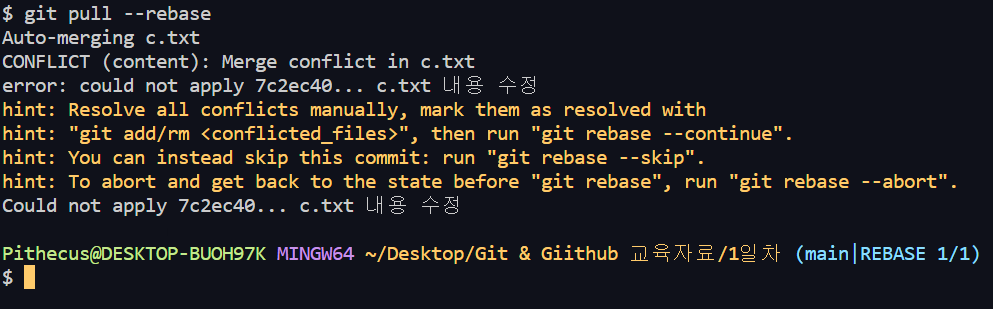 $ git pull --rebase
Auto-merging c.txt
CONFLICT (content): Merge conflict in c.txt
error: could not apply 7c2ec40... c.txt 내용 수정
hint: Resolve all conflicts manually, mark them as resolved with
hint: "git add/rm <conflicted_files>", then run "git rebase --continue".
hint: You can instead skip this commit: run "git rebase --skip".
hint: To abort and get back to the state before "git rebase", run "git rebase --abort".
Could not apply 7c2ec40... c.txt 내용 수정
Pithecus@DESKTOP-BUOH97K MINGW64 ~/Desktop/Git & Giithub 교육자료/1일차 (main|REBASE 1/1)
$